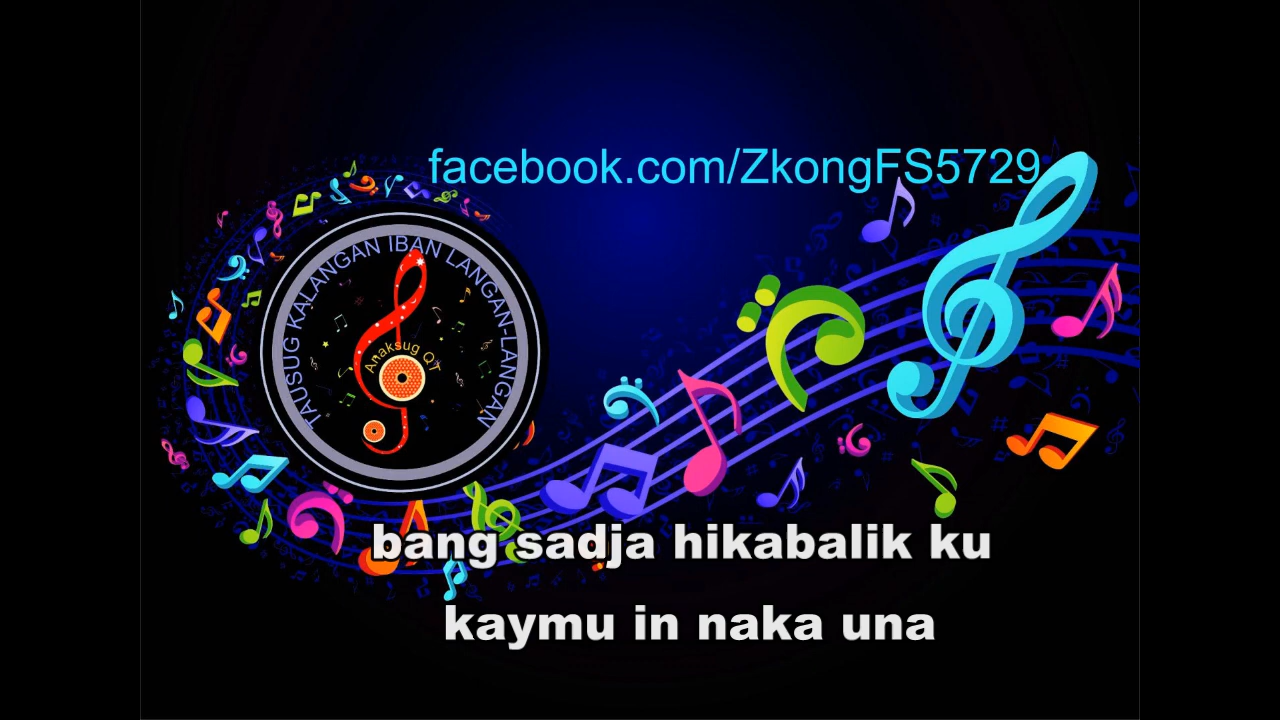 facebook.com/ZkongFS5729
TAUSUG KALANGAN IBAN LANGAN-LANGAN
Anaksug QT
bang sadja hikabalik ku
kaymu in naka una